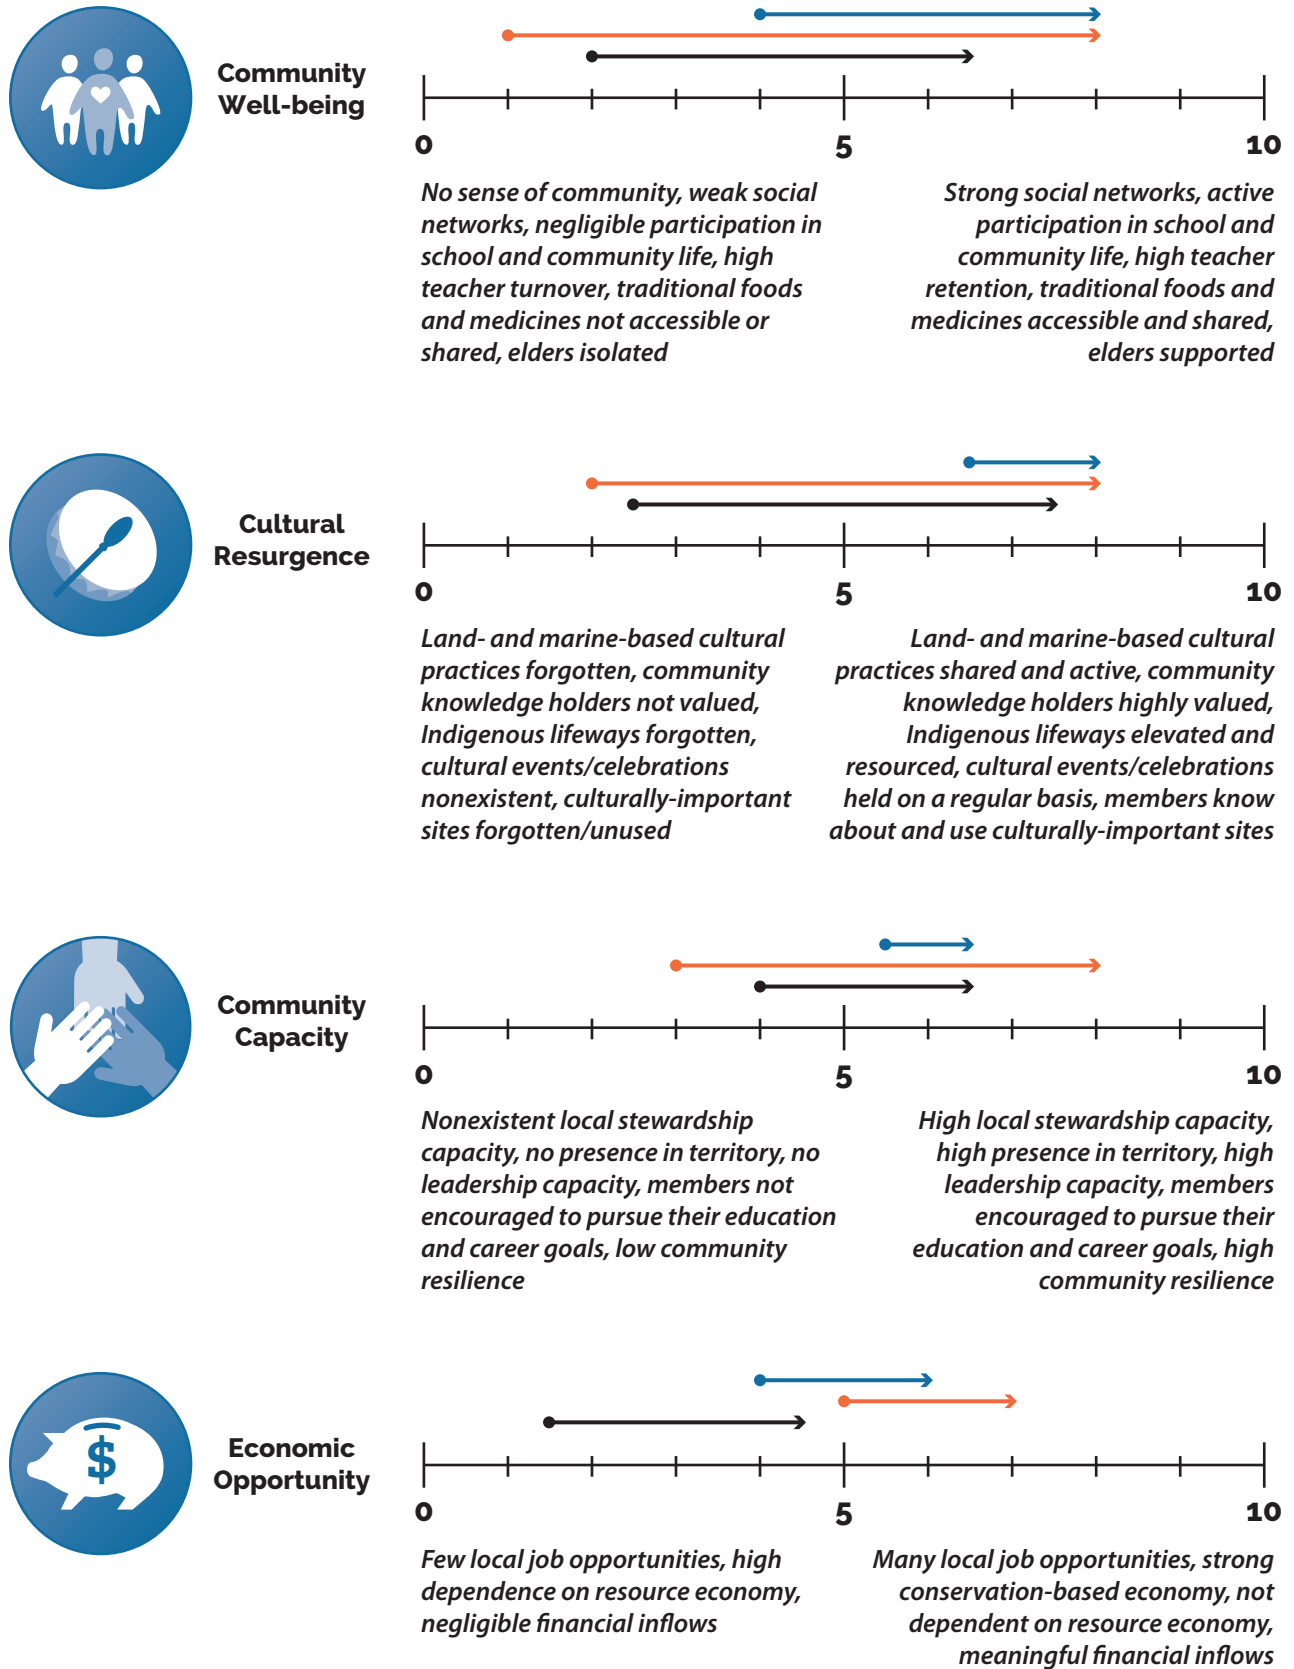 Community
Well-being
0
5
10
No sense of community, weak social
networks, negligible participation in
school and community life, high
teacher turnover, traditional foods
and medicines not accessible or
shared, elders isolated
Strong social networks, active
participation in school and
community life, high teacher
retention, traditional foods and
medicines accessible and shared,
elders supported
Cultural
Resurgence
0
5
10
Land- and marine-based cultural
practices forgotten, community
knowledge holders not valued,
Indigenous lifeways forgotten,
cultural events/celebrations
nonexistent, culturally-important
sites forgotten/unused
Land- and marine-based cultural
practices shared and active, community
knowledge holders highly valued,
Indigenous lifeways elevated and
resourced, cultural events/celebrations
held on a regular basis, members know
about and use culturally-important sites
Community
Capacity
0
5
10
Nonexistent local stewardship
capacity, no presence in territory, no
leadership capacity, members not
encouraged to pursue their education
and career goals, low community
resilience
High local stewardship capacity,
high presence in territory, high
leadership capacity, members
encouraged to pursue their
education and career goals, high
community resilience
$
Economic
Opportunity
0
5
10
Few local job opportunities, high
dependence on resource economy,
negligible financial inflows
Many local job opportunities, strong
conservation-based economy, not
dependent on resource economy,
meaningful financial inflows